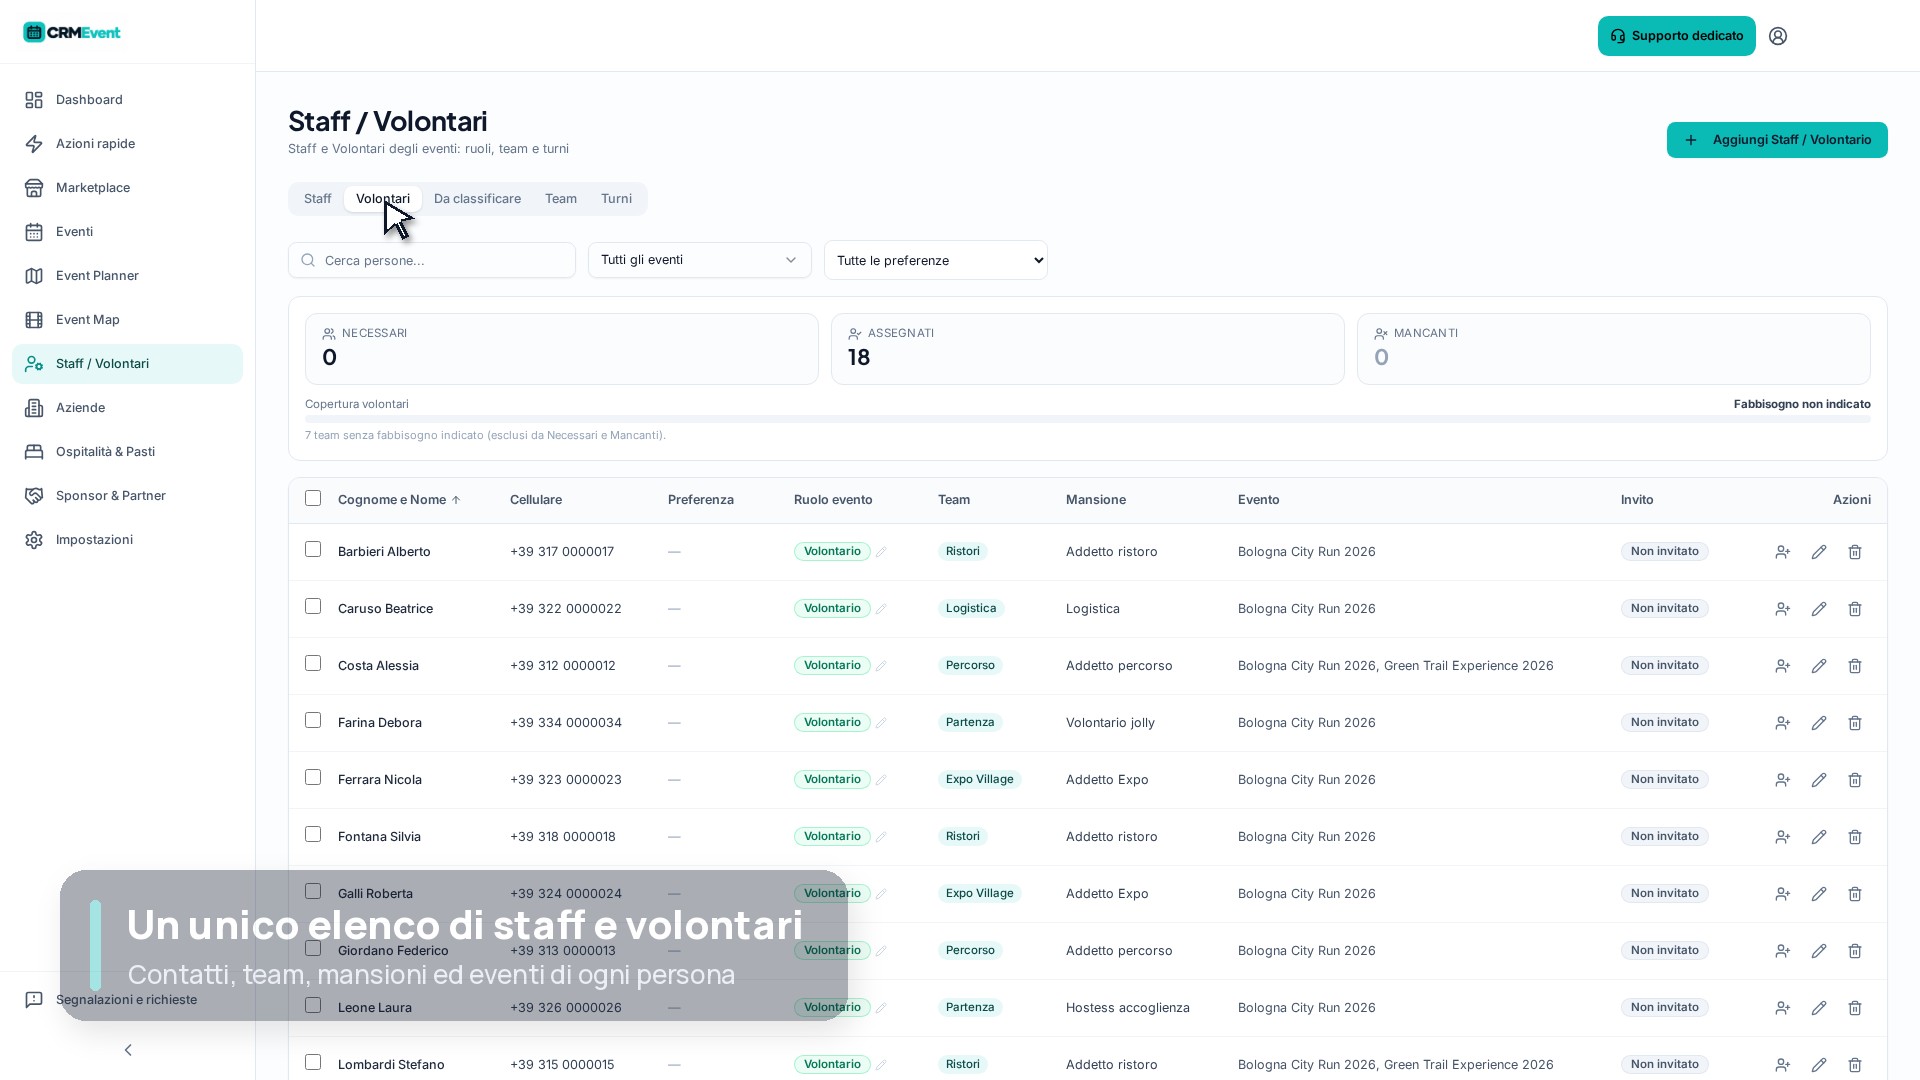 CRMEvent
Supporto dedicato
Dashboard
Azioni rapide
Marketplace
Eventi
Event Planner
Event Map
Staff / Volontari
Aziende
Ospitalità & Pasti
Sponsor & Partner
Impostazioni
Segnalazioni e richieste
Staff / Volontari
Staff e Volontari degli eventi: ruoli, team e turni
Aggiungi Staff / Volontario
Staff Volontari Da classificare Team Turni
Cerca persone... Tutti gli eventi Tutte le preferenze
NECESSARI ASSEGNATI MANCANTI
0 18 0
Copertura volontari Fabbisogno non indicato
7 team senza fabbisogno indicato (esclusi da Necessari e Mancanti).
Cognome e Nome Cellulare Preferenza Ruolo evento Team Mansione Evento Invito Azioni
Barbieri Alberto +39 317 0000017 — Volontario Ristori Addetto ristoro Bologna City Run 2026 Non invitato
Caruso Beatrice +39 322 0000022 — Volontario Logistica Logistica Bologna City Run 2026 Non invitato
Costa Alessia +39 312 0000012 — Volontario Percorso Addetto percorso Bologna City Run 2026, Green Trail Experience 2026 Non invitato
Farina Debora +39 334 0000034 — Volontario Partenza Volontario jolly Bologna City Run 2026 Non invitato
Ferrara Nicola +39 323 0000023 — Volontario Expo Village Addetto Expo Bologna City Run 2026 Non invitato
Fontana Silvia +39 318 0000018 — Volontario Ristori Addetto ristoro Bologna City Run 2026 Non invitato
Galli Roberta +39 324 0000024 — Volontario Expo Village Addetto Expo Bologna City Run 2026 Non invitato
Giordano Federico +39 313 0000013 — Volontario Percorso Addetto percorso Bologna City Run 2026 Non invitato
Leone Laura +39 326 0000026 — Volontario Partenza Hostess accoglienza Bologna City Run 2026 Non invitato
Lombardi Stefano +39 315 0000015 — Volontario Ristori Addetto ristoro Bologna City Run 2026, Green Trail Experience 2026 Non invitato
Un unico elenco di staff e volontari
Contatti, team, mansioni ed eventi di ogni persona